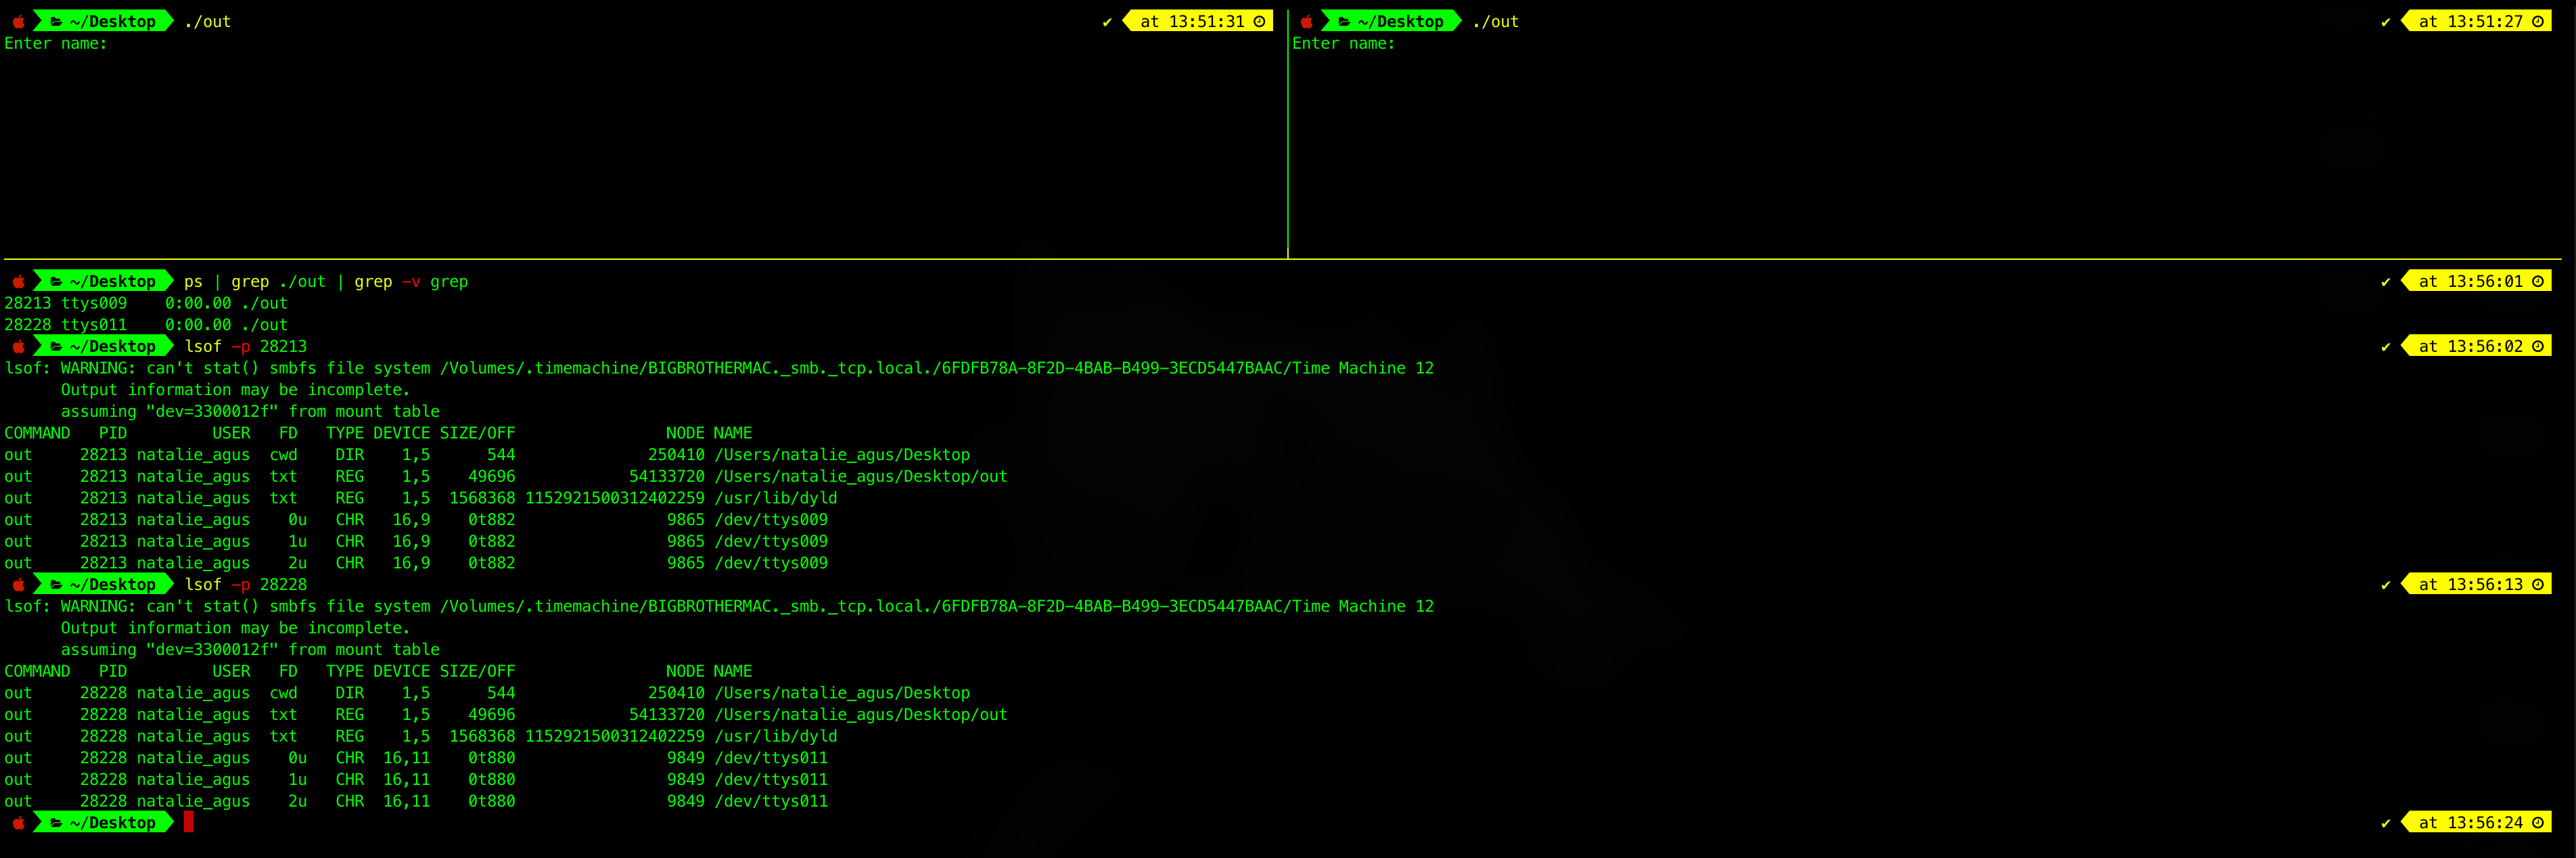 ~/Desktop ./out ✔ at 13:51:31
Enter name:
~/Desktop ./out ✔ at 13:51:27
Enter name:
~/Desktop ps | grep ./out | grep -v grep ✔ at 13:56:01
28213 ttys009    0:00.00 ./out
28228 ttys011    0:00.00 ./out
~/Desktop lsof -p 28213 ✔ at 13:56:02
lsof: WARNING: can't stat() smbfs file system /Volumes/.timemachine/BIGBROTHERMAC._smb._tcp.local./6FDFB78A-8F2D-4BAB-B499-3ECD5447BAAC/Time Machine 12
      Output information may be incomplete.
      assuming "dev=3300012f" from mount table
COMMAND   PID         USER   FD   TYPE DEVICE SIZE/OFF                NODE NAME
out     28213 natalie_agus  cwd    DIR    1,5      544              250410 /Users/natalie_agus/Desktop
out     28213 natalie_agus  txt    REG    1,5    49696            54133720 /Users/natalie_agus/Desktop/out
out     28213 natalie_agus  txt    REG    1,5  1568368 1152921500312402259 /usr/lib/dyld
out     28213 natalie_agus    0u   CHR   16,9    0t882                9865 /dev/ttys009
out     28213 natalie_agus    1u   CHR   16,9    0t882                9865 /dev/ttys009
out     28213 natalie_agus    2u   CHR   16,9    0t882                9865 /dev/ttys009
~/Desktop lsof -p 28228 ✔ at 13:56:13
lsof: WARNING: can't stat() smbfs file system /Volumes/.timemachine/BIGBROTHERMAC._smb._tcp.local./6FDFB78A-8F2D-4BAB-B499-3ECD5447BAAC/Time Machine 12
      Output information may be incomplete.
      assuming "dev=3300012f" from mount table
COMMAND   PID         USER   FD   TYPE DEVICE SIZE/OFF                NODE NAME
out     28228 natalie_agus  cwd    DIR    1,5      544              250410 /Users/natalie_agus/Desktop
out     28228 natalie_agus  txt    REG    1,5    49696            54133720 /Users/natalie_agus/Desktop/out
out     28228 natalie_agus  txt    REG    1,5  1568368 1152921500312402259 /usr/lib/dyld
out     28228 natalie_agus    0u   CHR  16,11    0t880                9849 /dev/ttys011
out     28228 natalie_agus    1u   CHR  16,11    0t880                9849 /dev/ttys011
out     28228 natalie_agus    2u   CHR  16,11    0t880                9849 /dev/ttys011
~/Desktop ✔ at 13:56:24